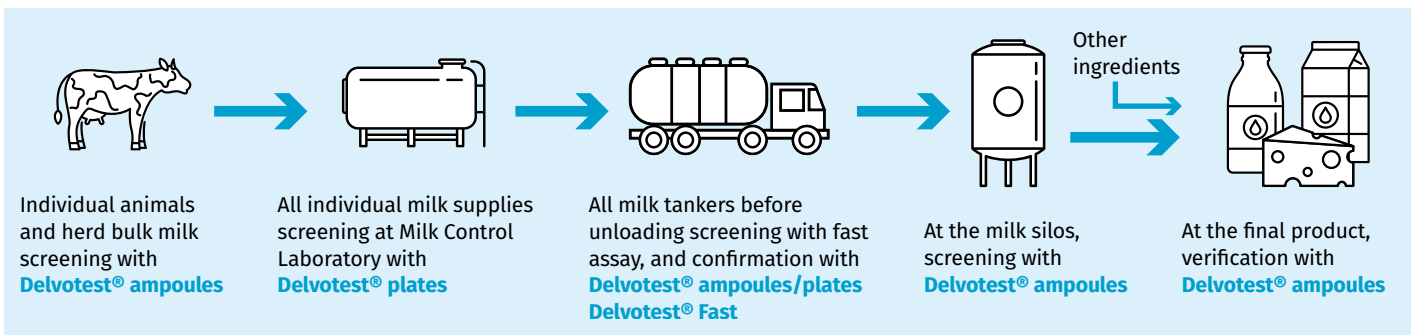 Other
ingredients
Individual animals
and herd bulk milk
screening with
Delvotest® ampoules
All individual milk supplies
screening at Milk Control
Laboratory with
Delvotest® plates
All milk tankers before
unloading screening with fast
assay, and confirmation with
Delvotest® ampoules/plates
Delvotest® Fast
At the milk silos,
screening with
Delvotest® ampoules
At the final product,
verification with
Delvotest® ampoules